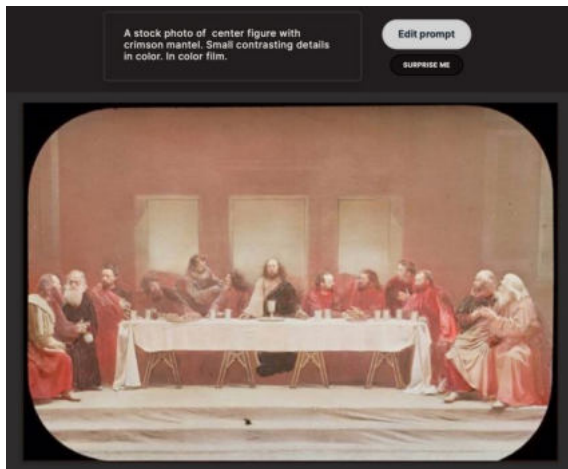 A stock photo of center figure with
crimson mantel. Small contrasting details
in color. In color film.
Edit prompt
SURPRISE ME